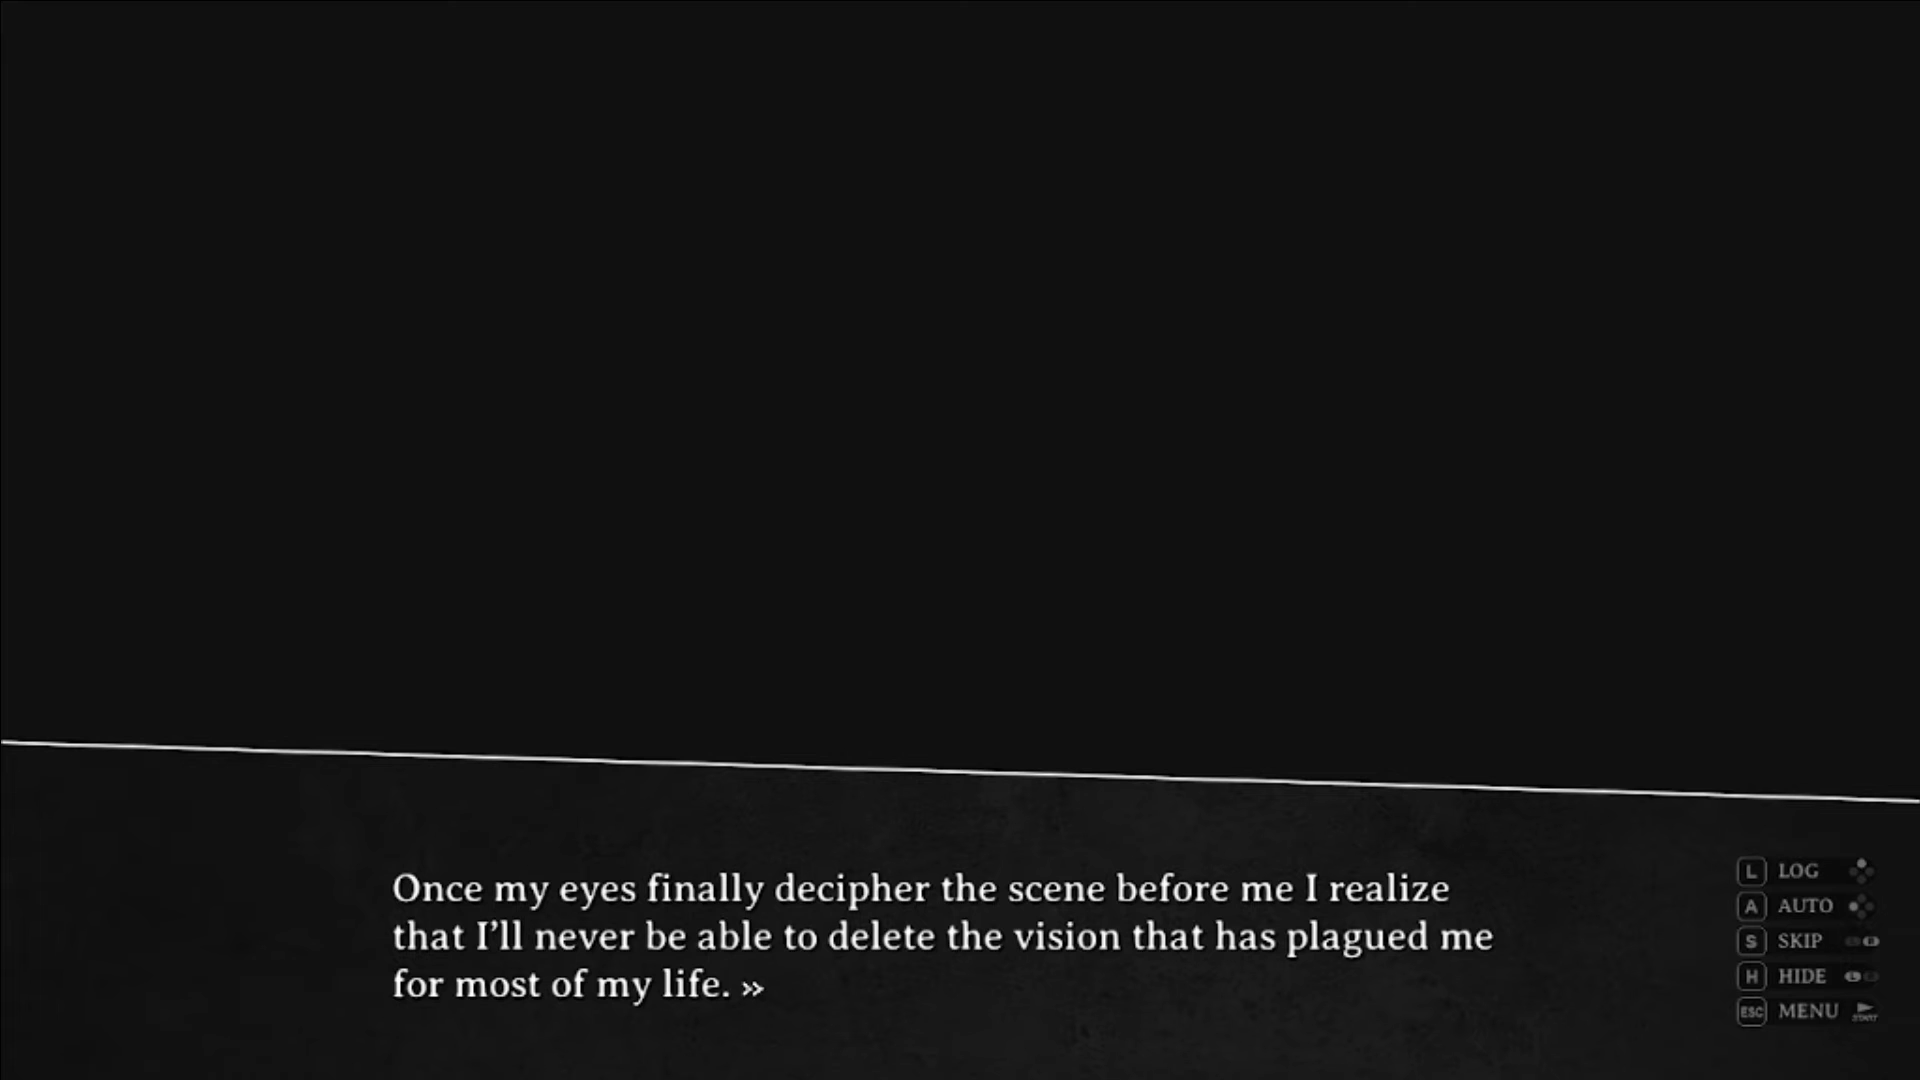 Once my eyes finally decipher the scene before me I realize
that I’ll never be able to delete the vision that has plagued me
for most of my life. »
L LOG
A AUTO
S SKIP
H HIDE
ESC MENU START